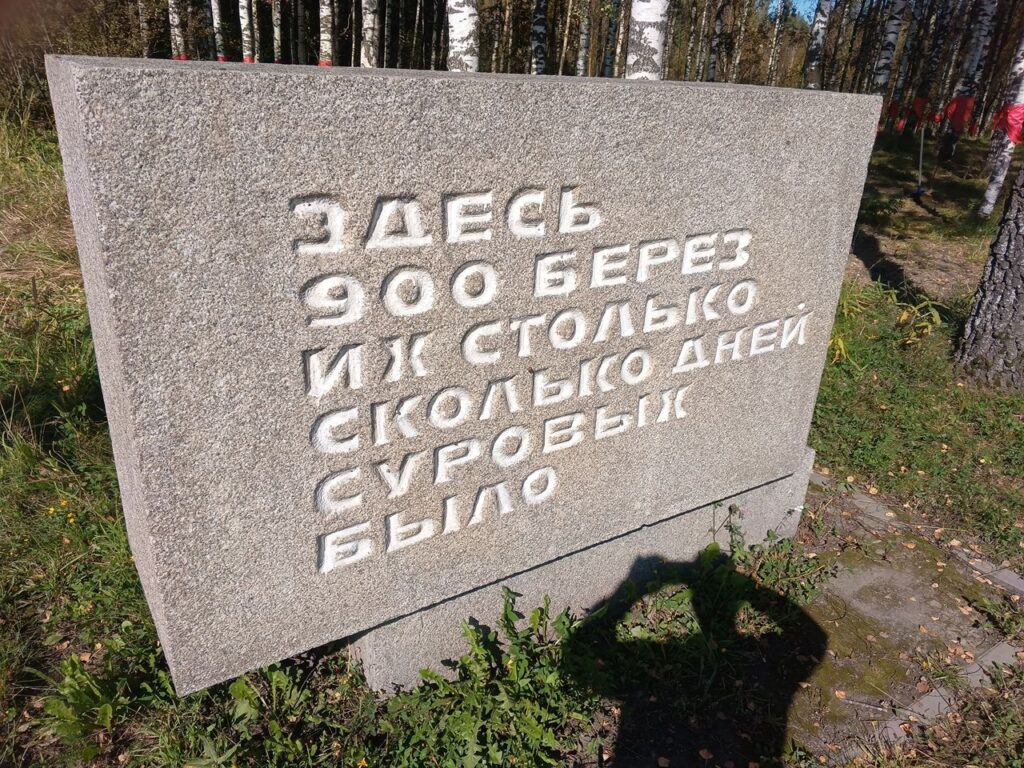 ЗДЕСЬ
900 БЕРЕЗ
ИХ СТОЛЬКО
СКОЛЬКО ДНЕЙ
СУРОВЫХ
БЫЛО